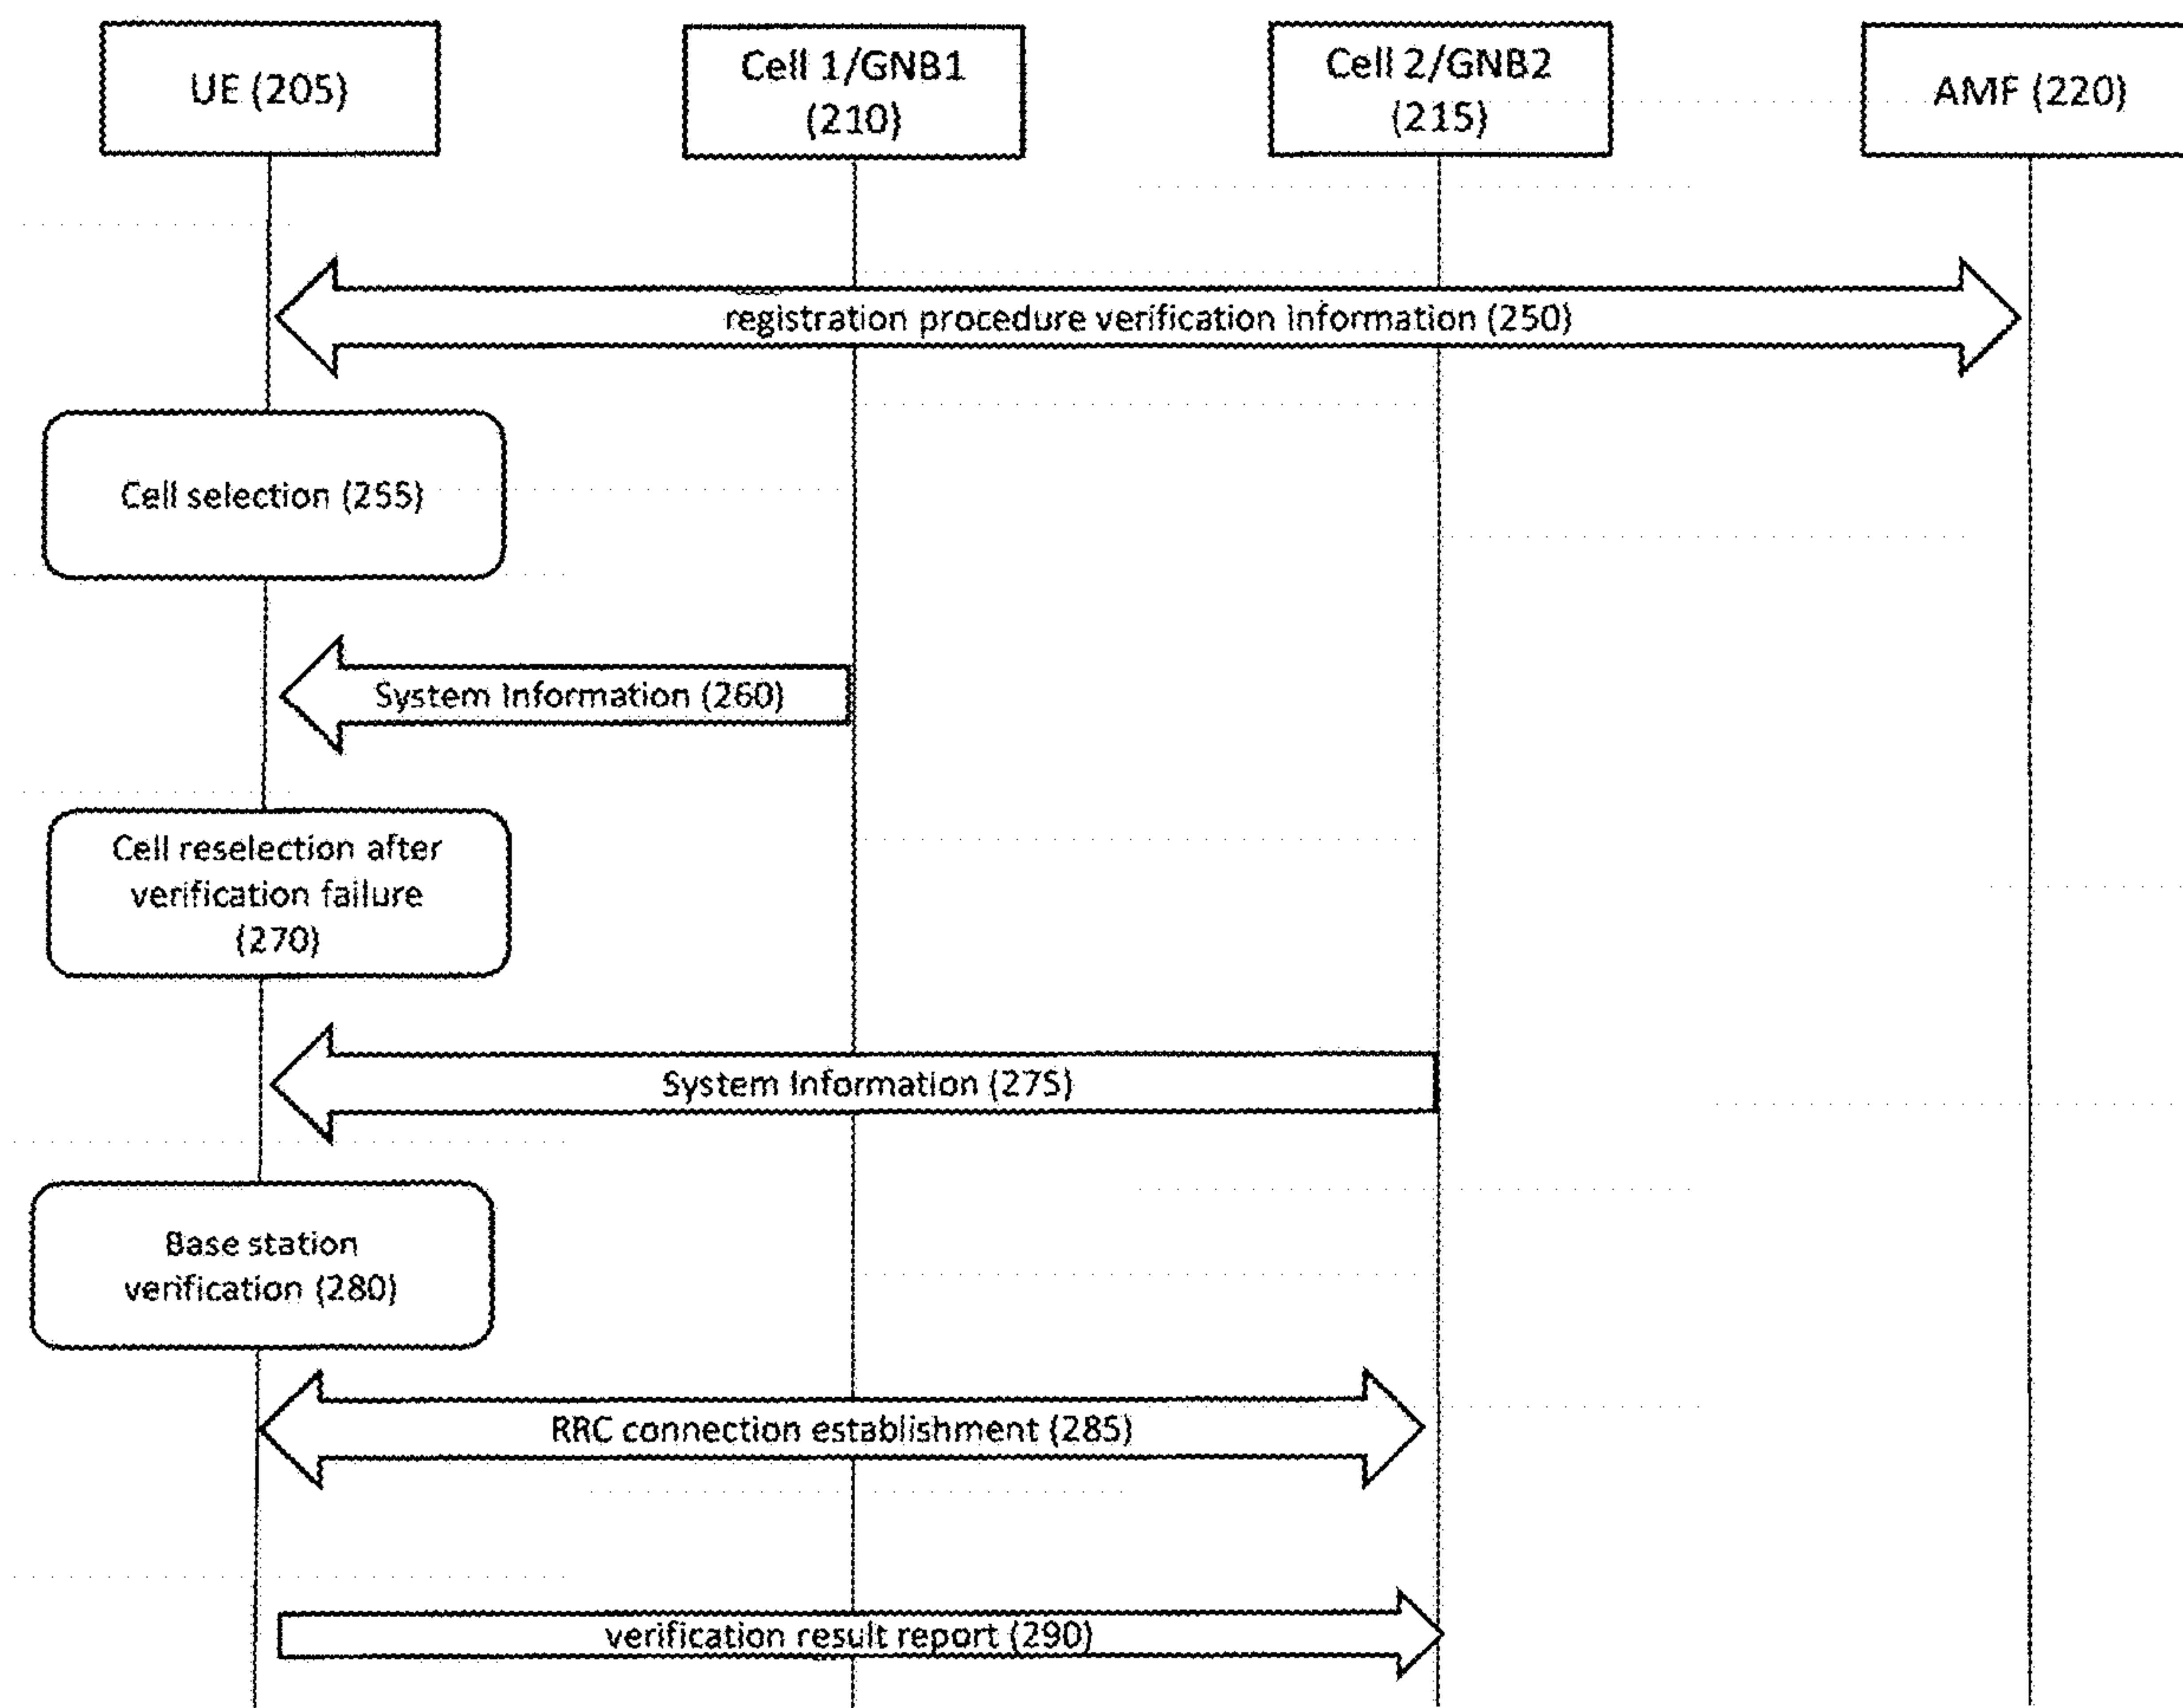 UE (205)
Cell 1/GNB1
(210)
Cell 2/GNB2
(215)
AMF (220)
registration procedure verification information (250)
Cell selection (255)
System Information (260)
Cell reselection after
verification failure
(270)
System Information (275)
Base station
verification (280)
RRC connection establishment (285)
verification result report (290)